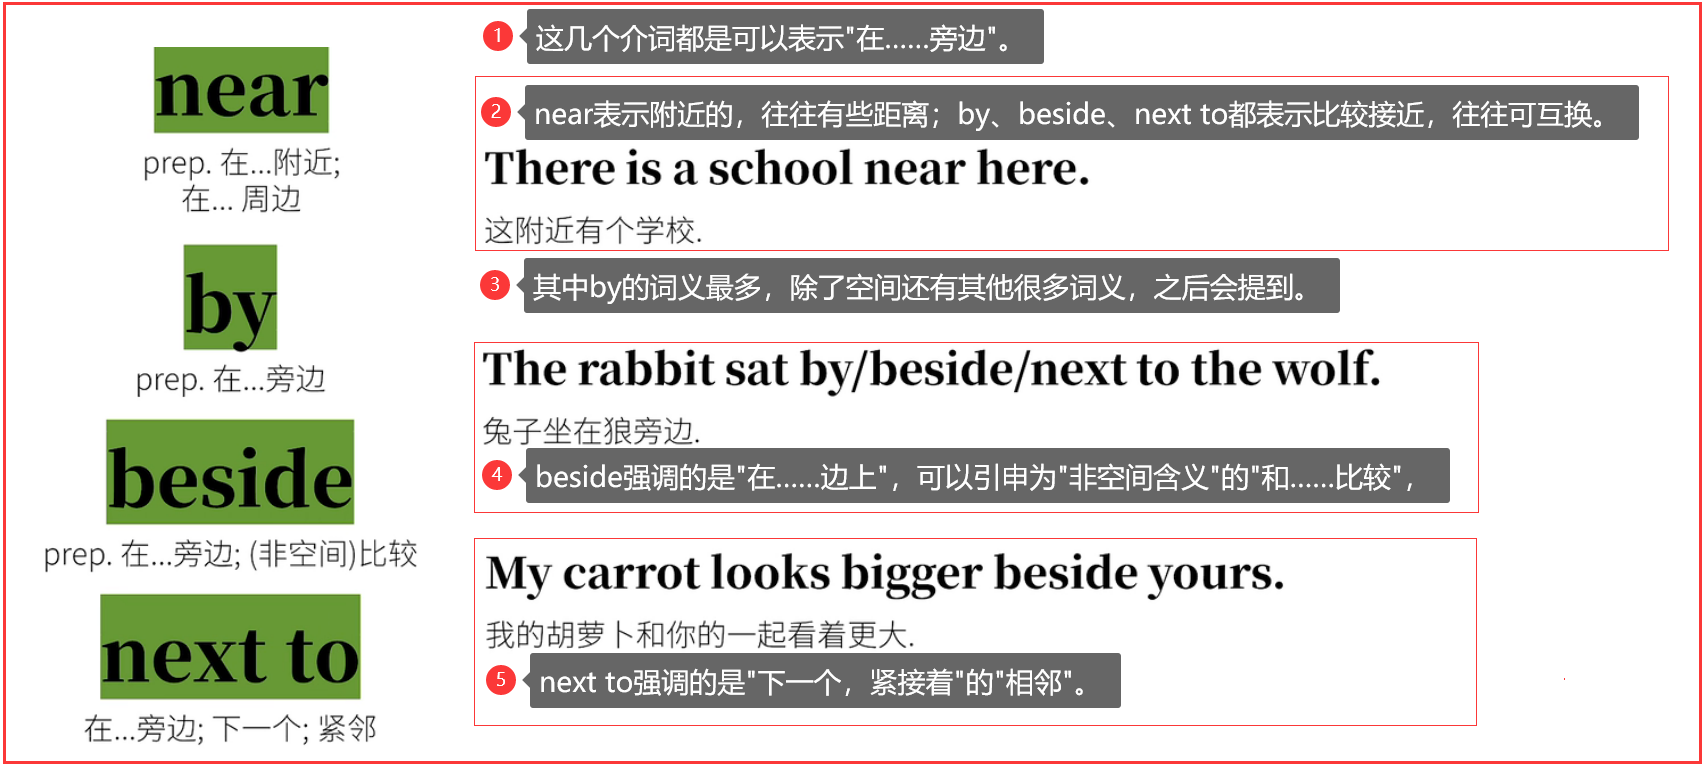 near
prep. 在...附近;
在... 周边
by
prep. 在...旁边
beside
prep. 在...旁边; (非空间)比较
next to
在...旁边; 下一个; 紧邻
1 这几个介词都是可以表示"在……旁边"。
2 near表示附近的，往往有些距离；by、beside、next to都表示比较接近，往往可互换。
There is a school near here.
这附近有个学校.
3 其中by的词义最多，除了空间还有其他很多词义，之后会提到。
The rabbit sat by/beside/next to the wolf.
兔子坐在狼旁边.
4 beside强调的是"在……边上"，可以引申为"非空间含义"的"和……比较"，
My carrot looks bigger beside yours.
我的胡萝卜和你的一起看着更大.
5 next to强调的是"下一个，紧接着"的"相邻"。